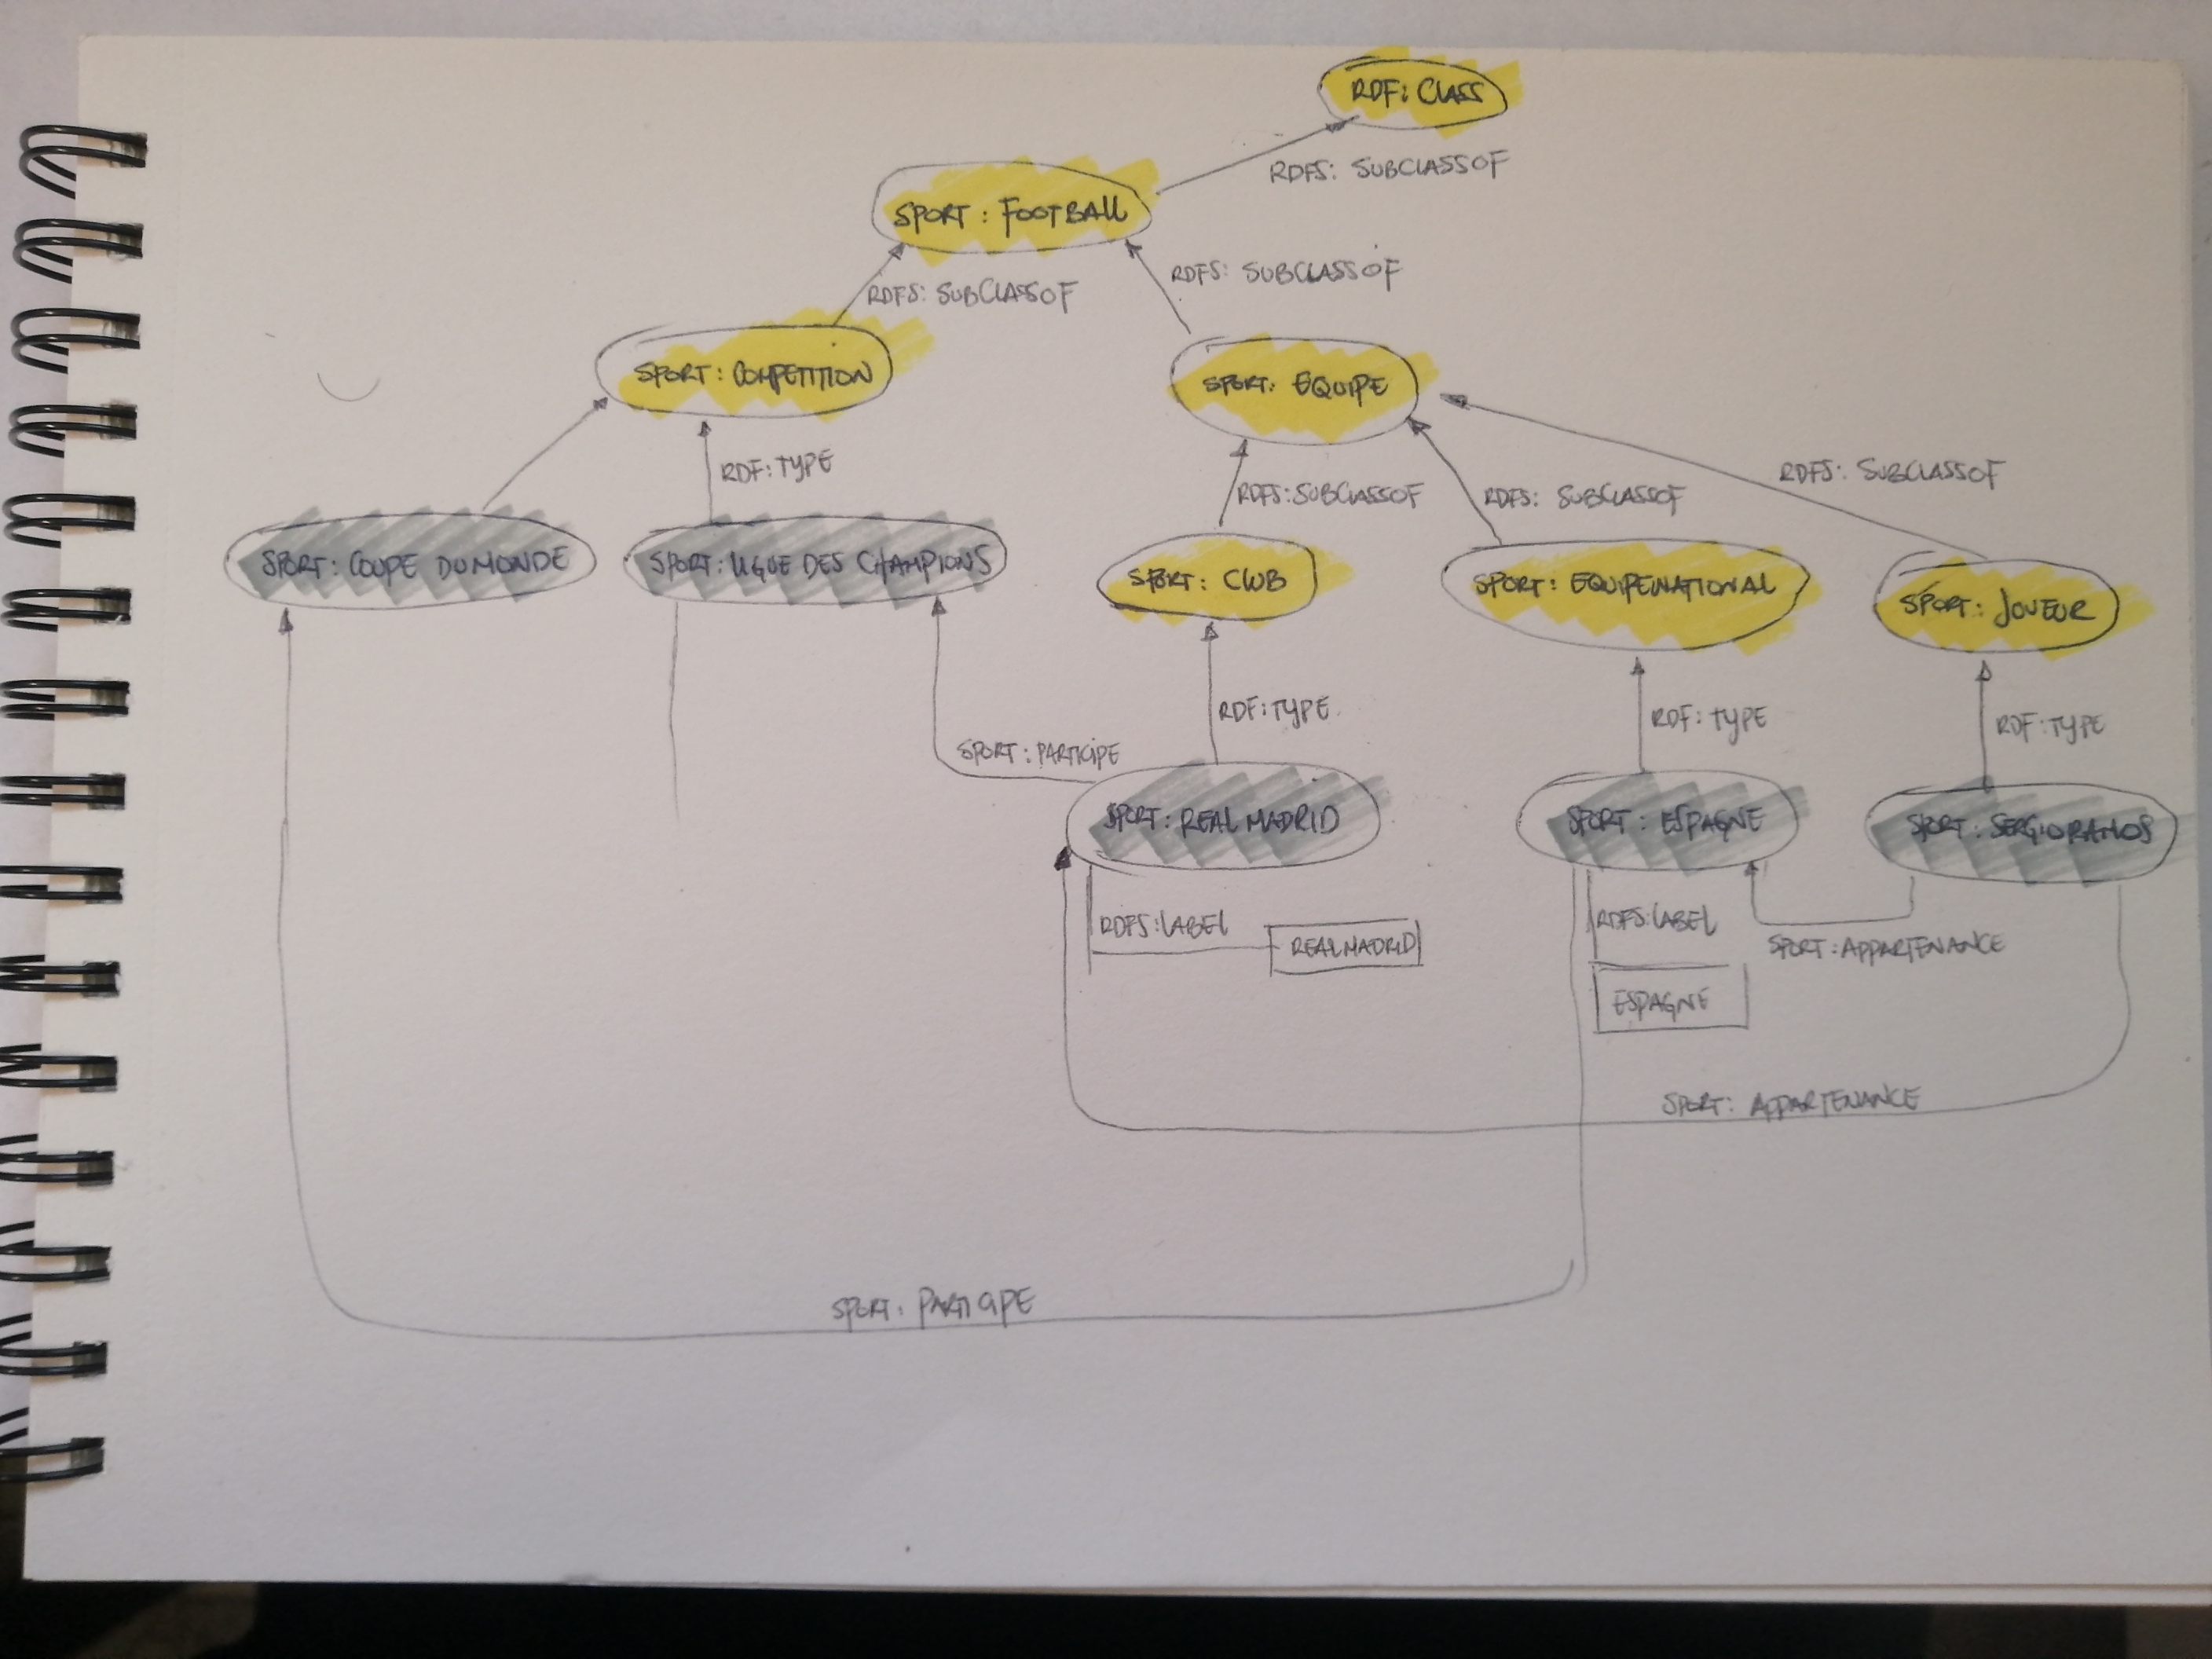 RDF: CLASS
RDFS: SUBCLASSOF
SPORT: FOOTBALL
RDFS: SUBCLASSOF
RDFS: SUBCLASSOF
SPORT: COMPETITION
SPORT: EQUIPE
RDF: TYPE
RDFS: SUBCLASSOF
RDFS: SUBCLASSOF
RDFS: SUBCLASSOF
SPORT: COUPE DU MONDE
SPORT: LIGUE DES CHAMPIONS
SPORT: CLUB
SPORT: EQUIPENATIONAL
SPORT: JOUEUR
RDF: TYPE
RDF: TYPE
RDF: TYPE
SPORT: PARTICIPE
SPORT: REAL MADRID
SPORT: ESPAGNE
SPORT: SERGIORAMOS
RDFS: LABEL
REALMADRID
RDFS: LABEL
SPORT: APPARTENANCE
ESPAGNE
SPORT: APPARTENANCE
SPORT: PARTICIPE